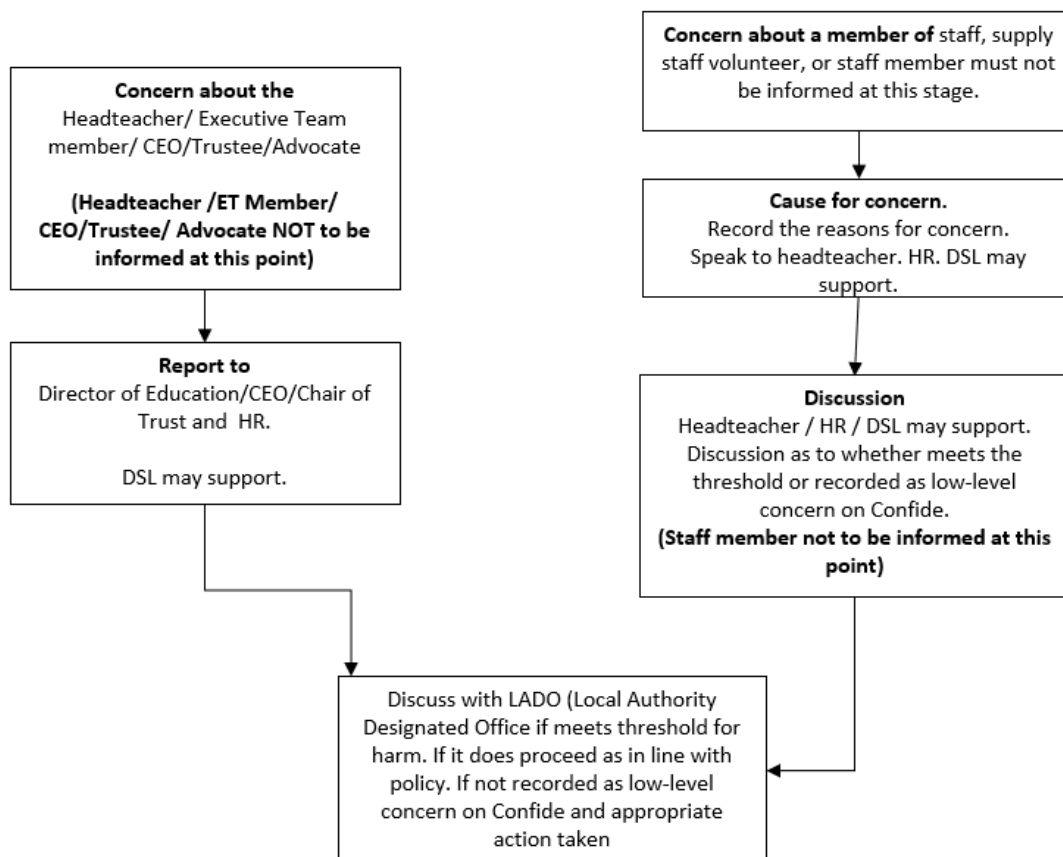 Concern about the
Headteacher/ Executive Team
member/ CEO/Trustee/Advocate
(Headteacher /ET Member/
CEO/Trustee/ Advocate NOT to be
informed at this point)
Report to
Director of Education/CEO/Chair of
Trust and  HR.
DSL may support.
Concern about a member of staff, supply
staff volunteer, or staff member must not
be informed at this stage.
Cause for concern.
Record the reasons for concern.
Speak to headteacher. HR. DSL may
support.
Discussion
Headteacher / HR / DSL may support.
Discussion as to whether meets the
threshold or recorded as low-level
concern on Confide.
(Staff member not to be informed at this
point)
Discuss with LADO (Local Authority
Designated Office if meets threshold for
harm. If it does proceed as in line with
policy. If not recorded as low-level
concern on Confide and appropriate
action taken